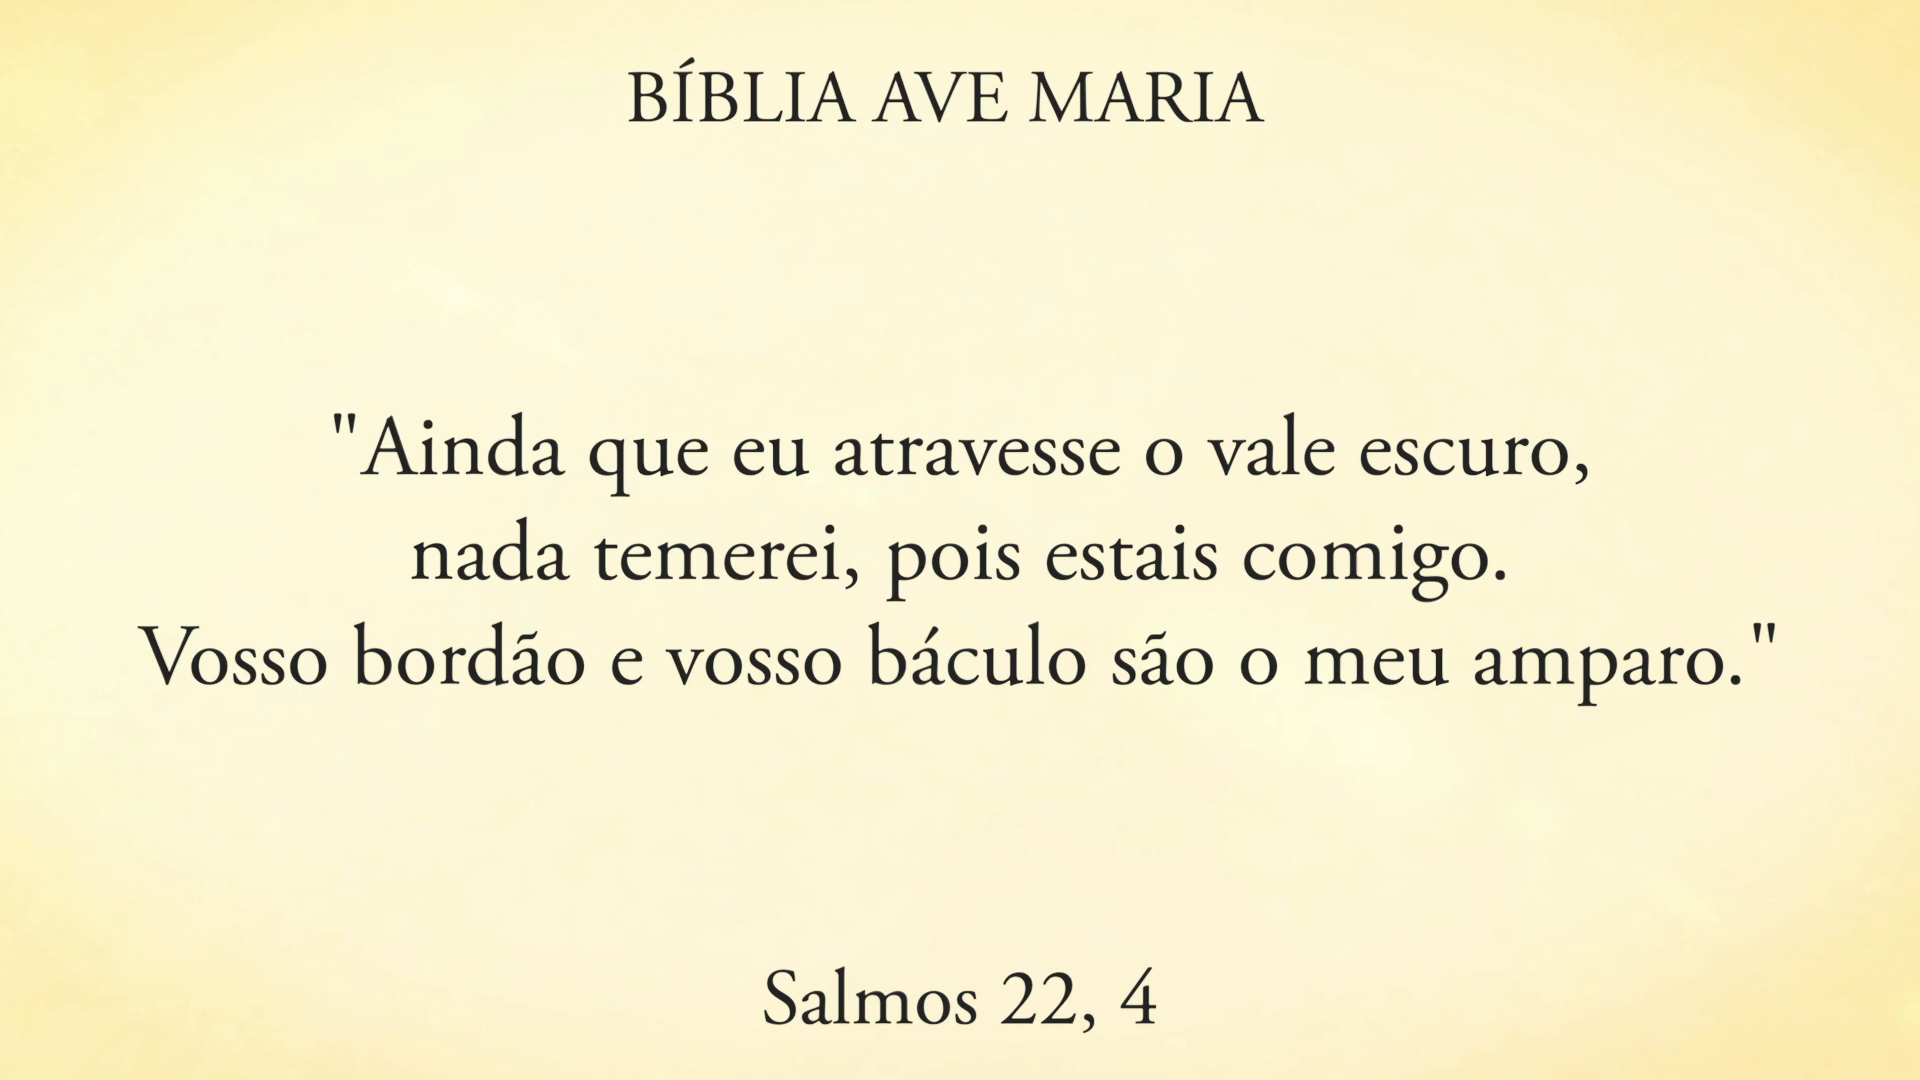 BÍBLIA AVE MARIA
"Ainda que eu atravesse o vale escuro,
nada temerei, pois estais comigo.
Vosso bordão e vosso báculo são o meu amparo."
Salmos 22, 4